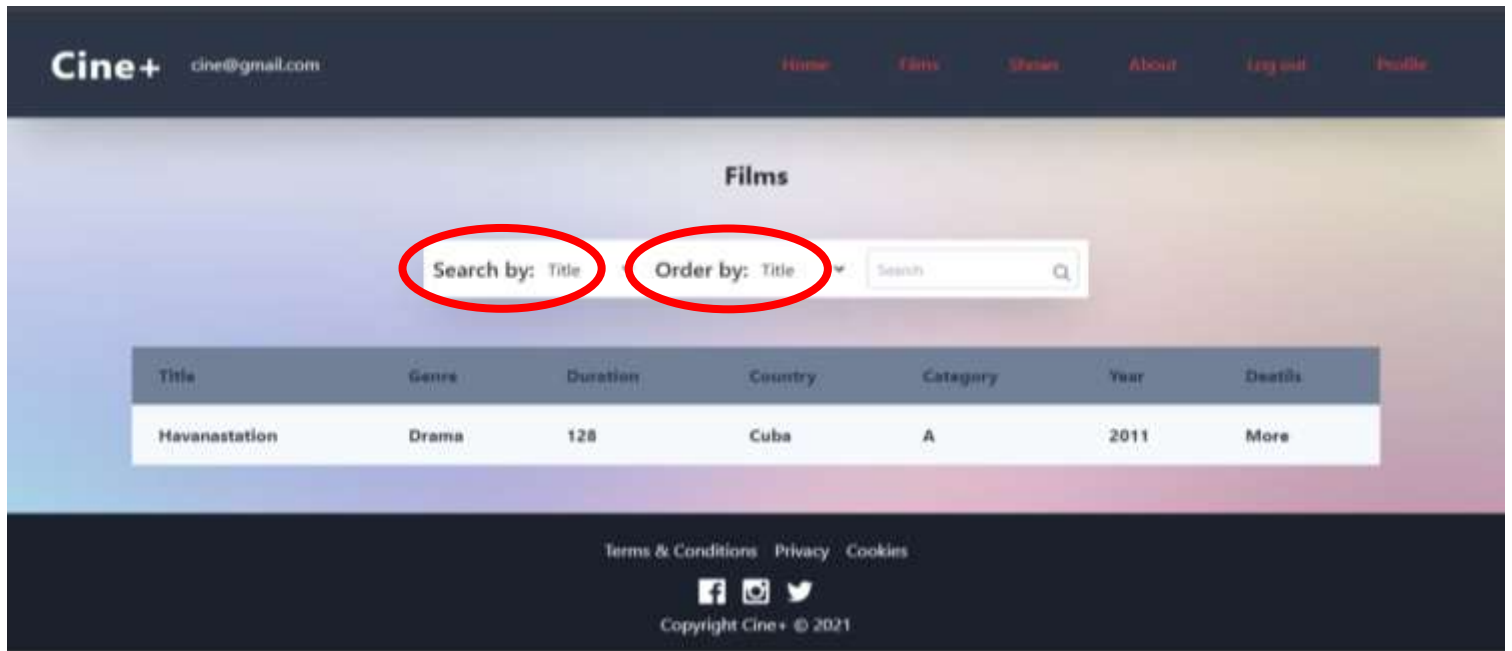 Cine+ cine@gmail.com Home Films Shows About Log out Profile
Films
Search by: Title Order by: Title Search
Title Genre Duration Country Category Year Deatils
Havanastation Drama 128 Cuba A 2011 More
Terms & Conditions Privacy Cookies
Copyright Cine+ © 2021